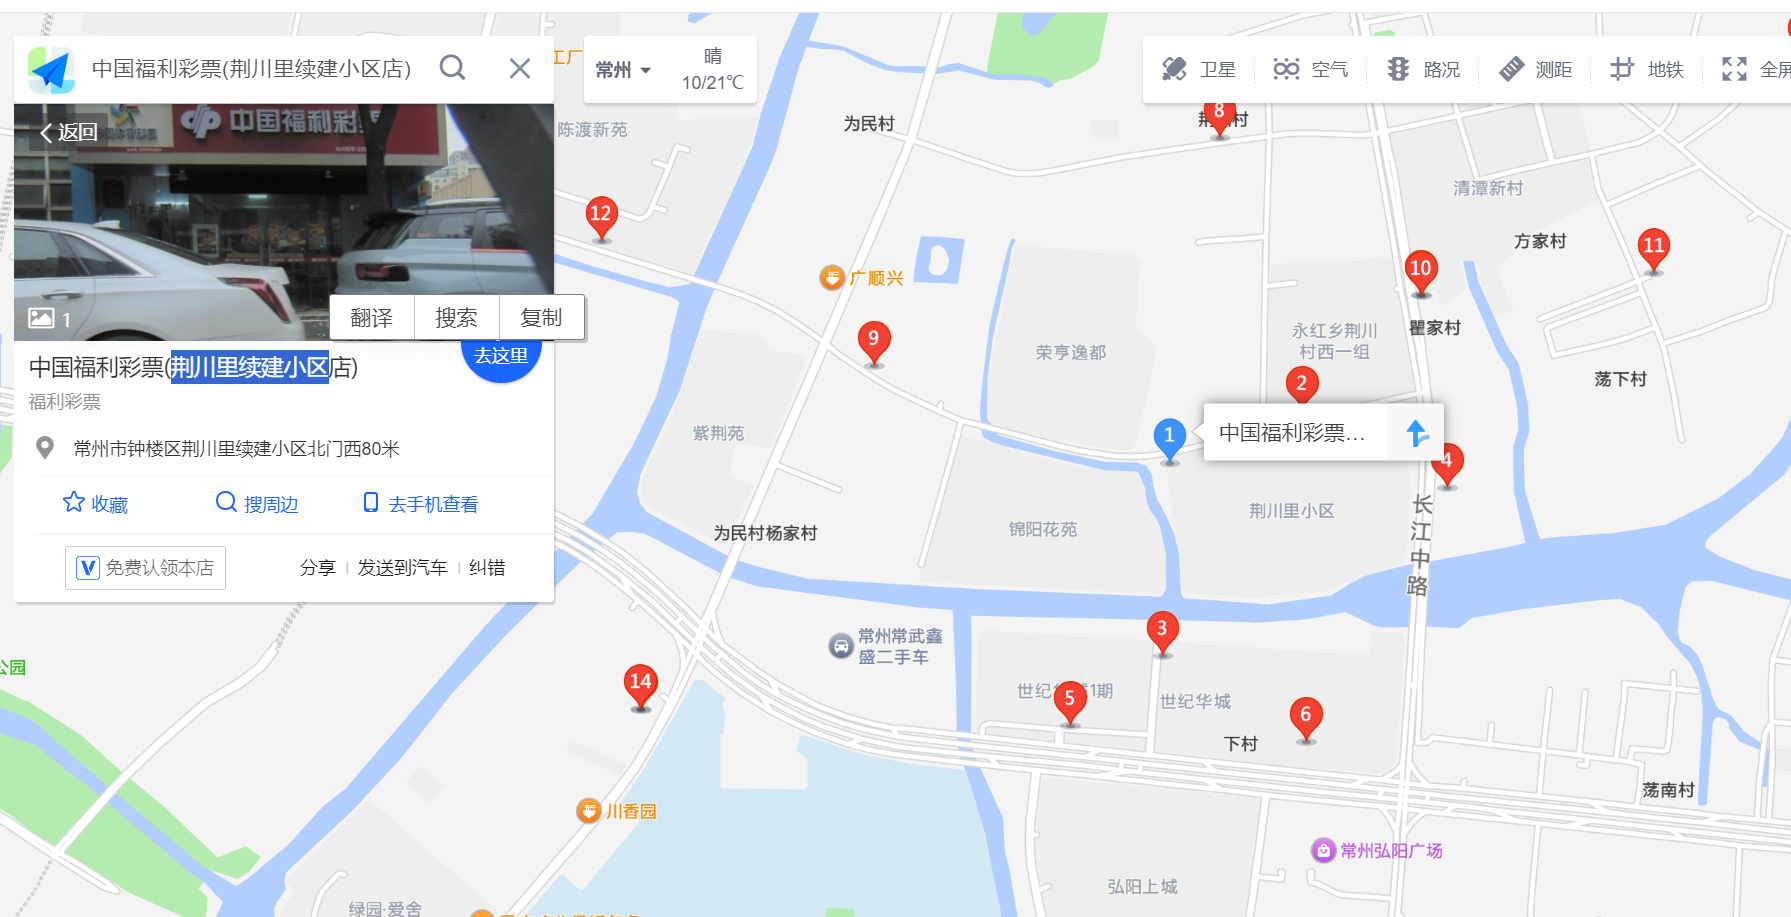 中国福利彩票(荆川里续建小区店)
工厂
常州
晴
10/21℃
卫星
空气
路况
测距
地铁
全屏
返回
中国福利彩票
1
翻译
搜索
复制
中国福利彩票(荆川里续建小区店)
去这里
福利彩票
常州市钟楼区荆川里续建小区北门西80米
收藏
搜周边
去手机查看
免费认领本店
分享
发送到汽车
纠错
陈渡新苑
为民村
8
清潭新村
12
方家村
11
10
广顺兴
瞿家村
永红乡荆川
村西一组
9
荣亨逸都
荡下村
2
紫荆苑
1
中国福利彩票...
4
荆川里小区
长江中路
锦阳花苑
为民村杨家村
3
常州常武鑫
盛二手车
公园
14
5
世纪华城
6
下村
荡南村
川香园
常州弘阳广场
弘阳上城
绿园·爱舍